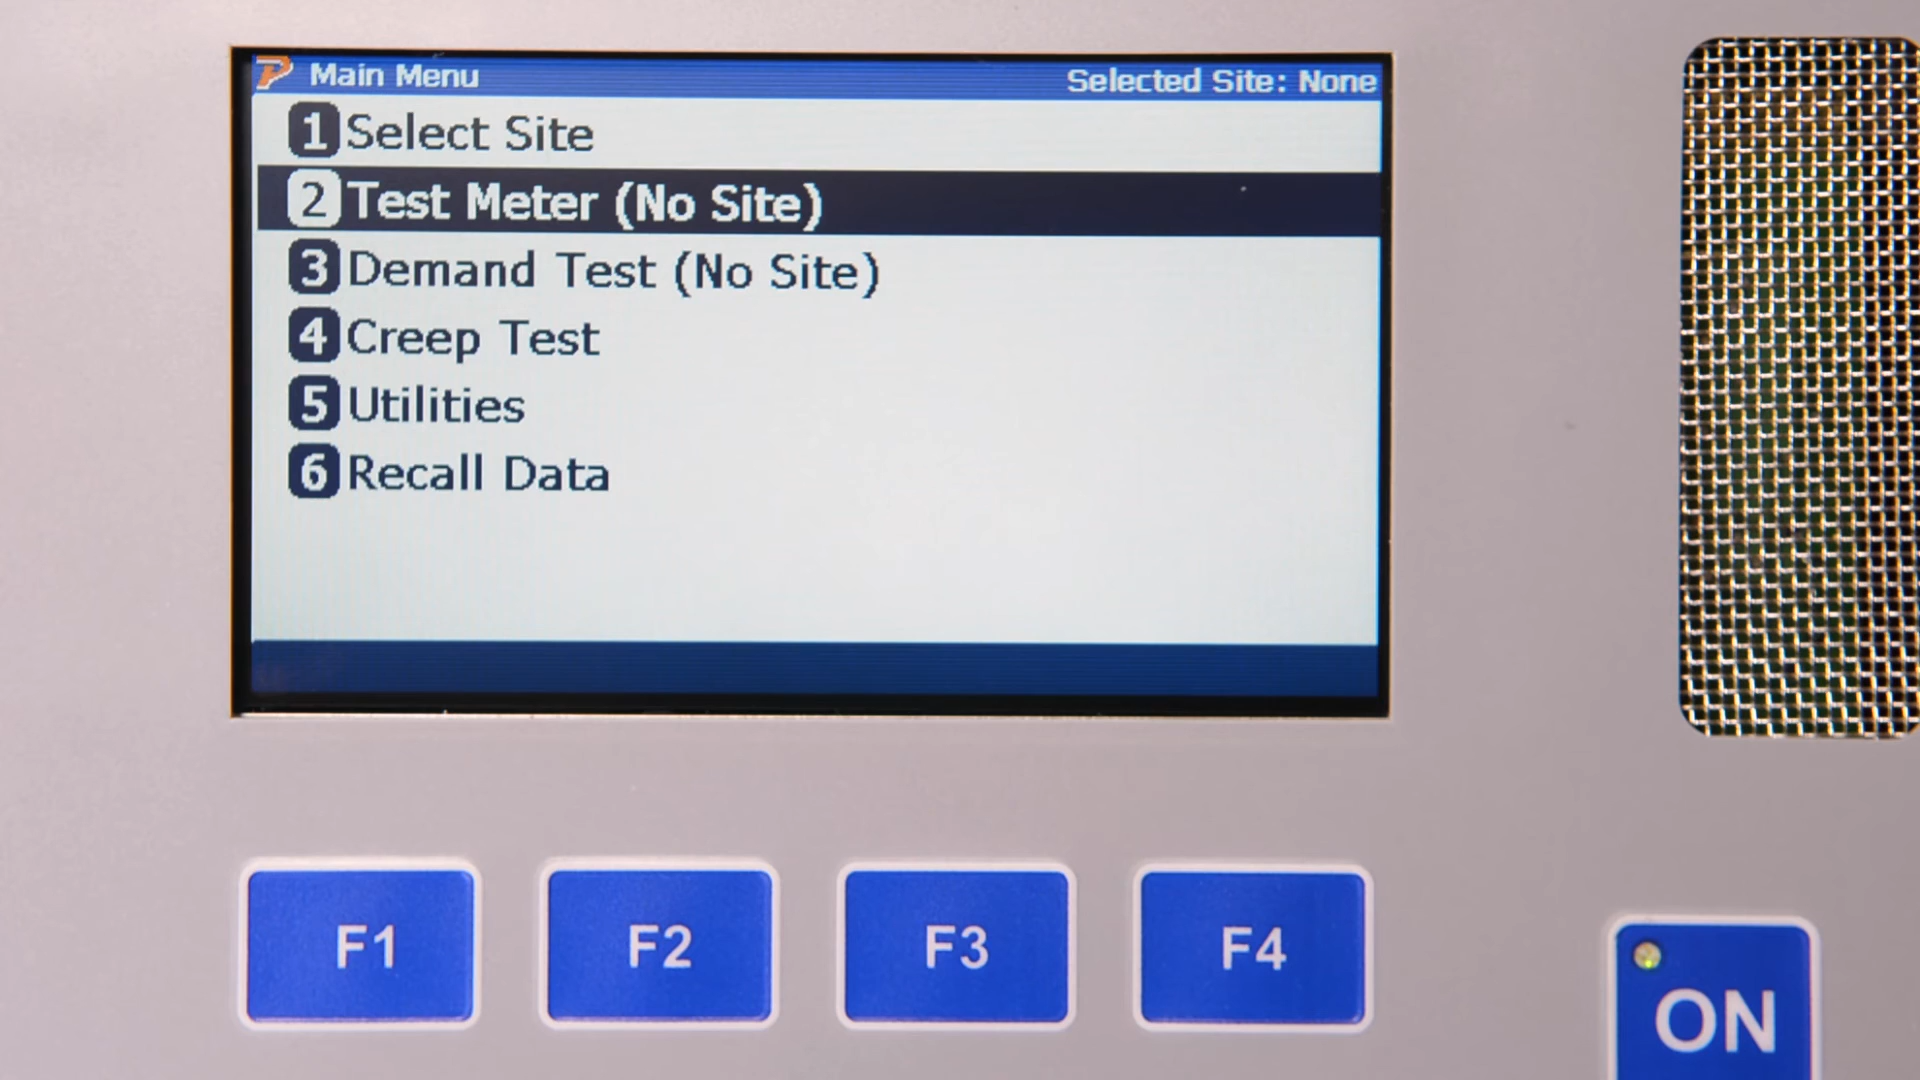 Main Menu Selected Site: None
1 Select Site
2 Test Meter (No Site)
3 Demand Test (No Site)
4 Creep Test
5 Utilities
6 Recall Data
F1 F2 F3 F4
ON